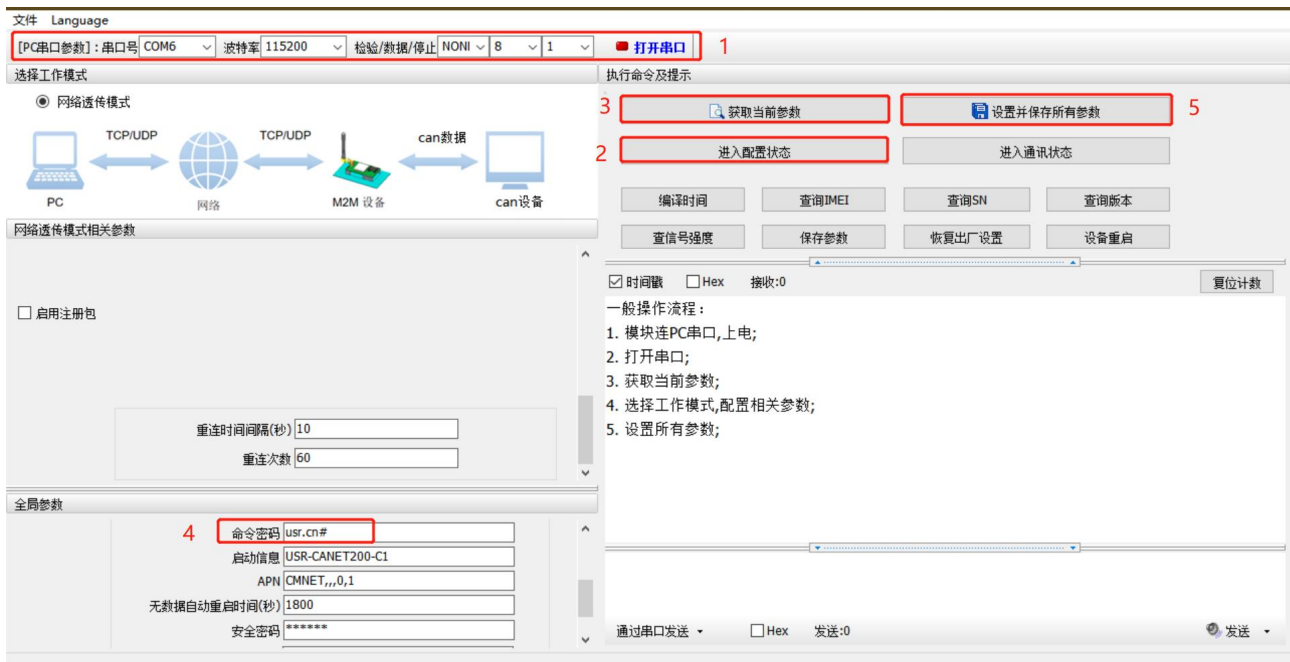 文件 Language
[PC串口参数]:串口号 COM6 波特率 115200 检验/数据/停止 NONI 8 1 打开串口 1
选择工作模式
网络透传模式
TCP/UDP TCP/UDP can数据
PC 网络 M2M 设备 can设备
网络透传模式相关参数
启用注册包
重连时间间隔(秒) 10
重连次数 60
全局参数
4 命令密码 usr.cn#
启动信息 USR-CANET200-C1
APN CMNET,,,0,1
无数据自动重启时间(秒) 1800
安全密码 ******
执行命令及提示
3 获取当前参数 设置并保存所有参数 5
2 进入配置状态 进入通讯状态
编译时间 查询IMEI 查询SN 查询版本
查信号强度 保存参数 恢复出厂设置 设备重启
时间戳 Hex 接收:0 复位计数
一般操作流程:
1. 模块连PC串口,上电;
2. 打开串口;
3. 获取当前参数;
4. 选择工作模式,配置相关参数;
5. 设置所有参数;
通过串口发送 Hex 发送:0 发送